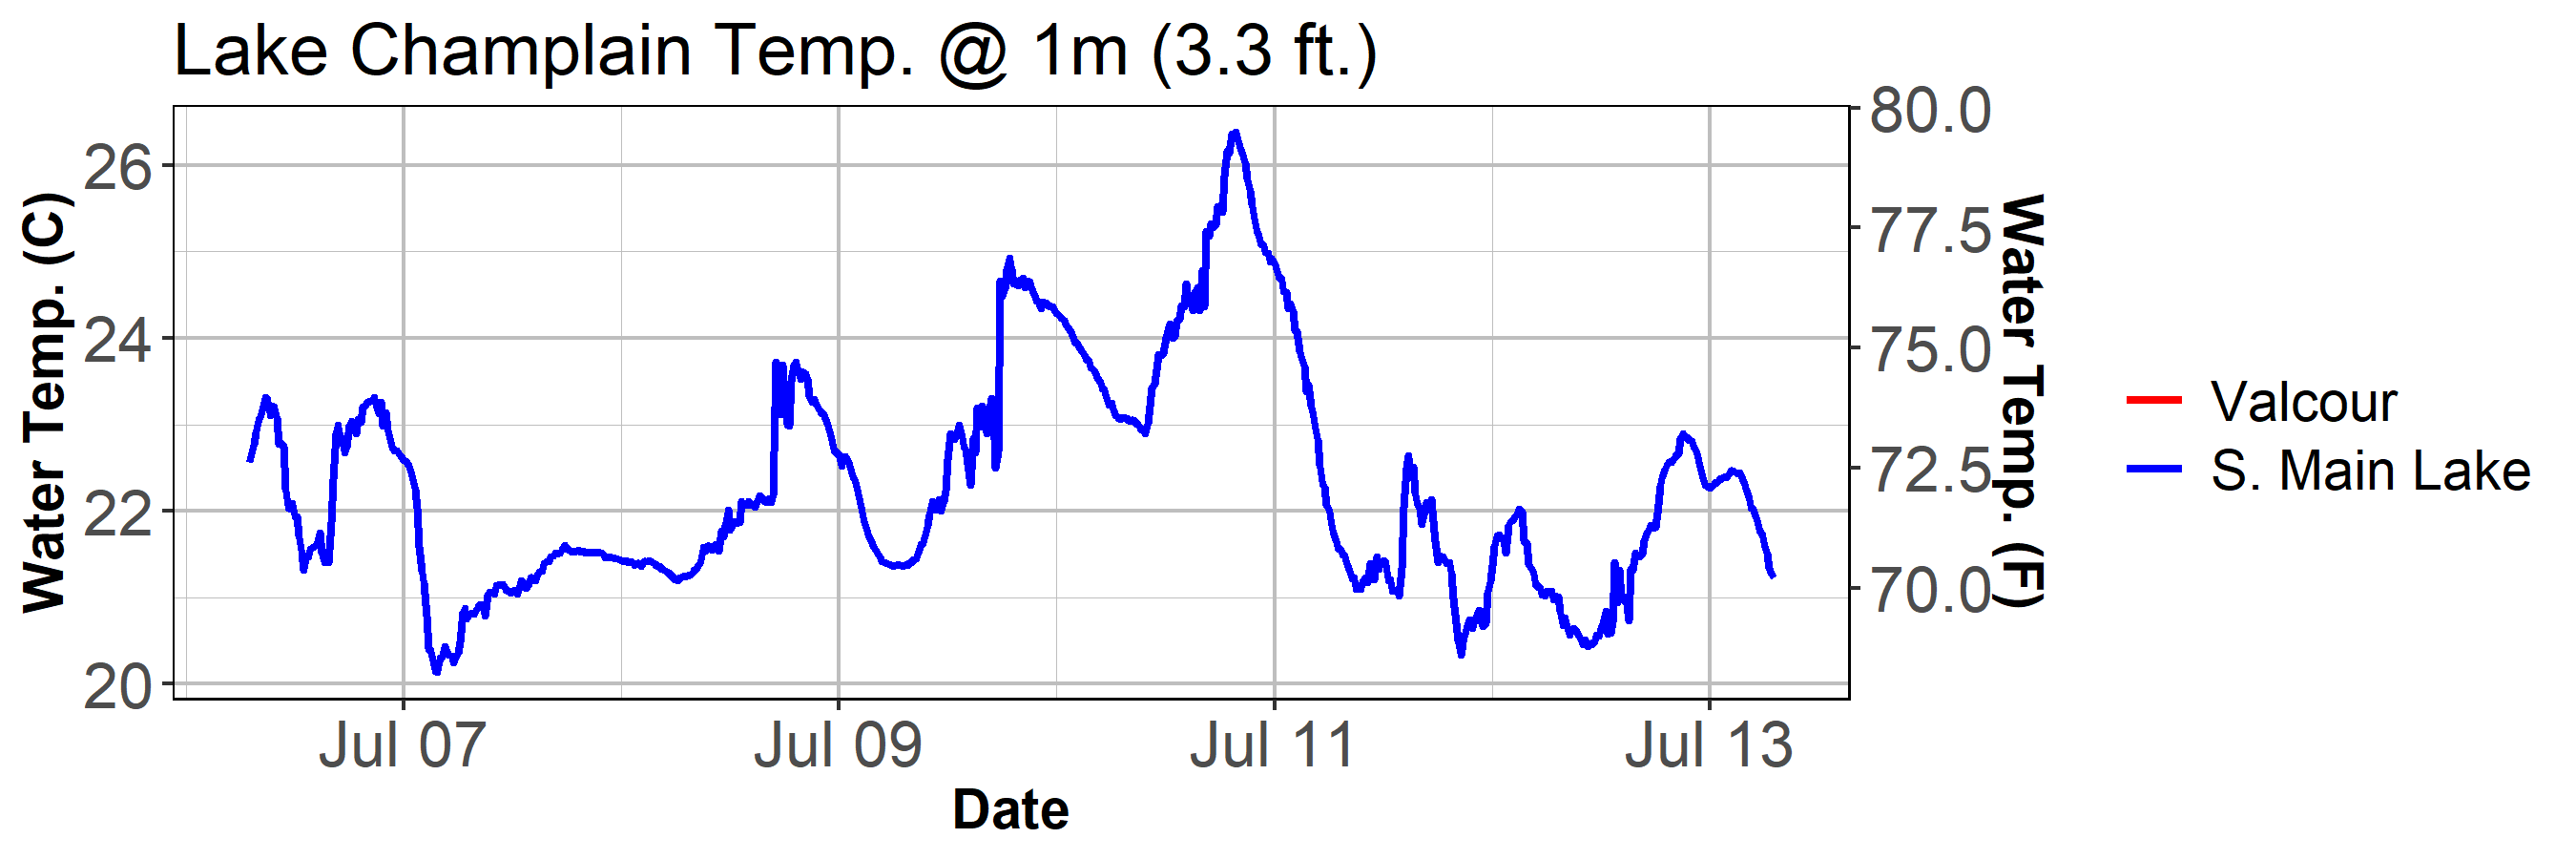 Lake Champlain Temp. @ 1m (3.3 ft.)
Water Temp. (C)
26
24
22
20
80.0
77.5
75.0
72.5
70.0
Water Temp. (F)
Jul 07
Jul 09
Jul 11
Jul 13
Date
Valcour
S. Main Lake